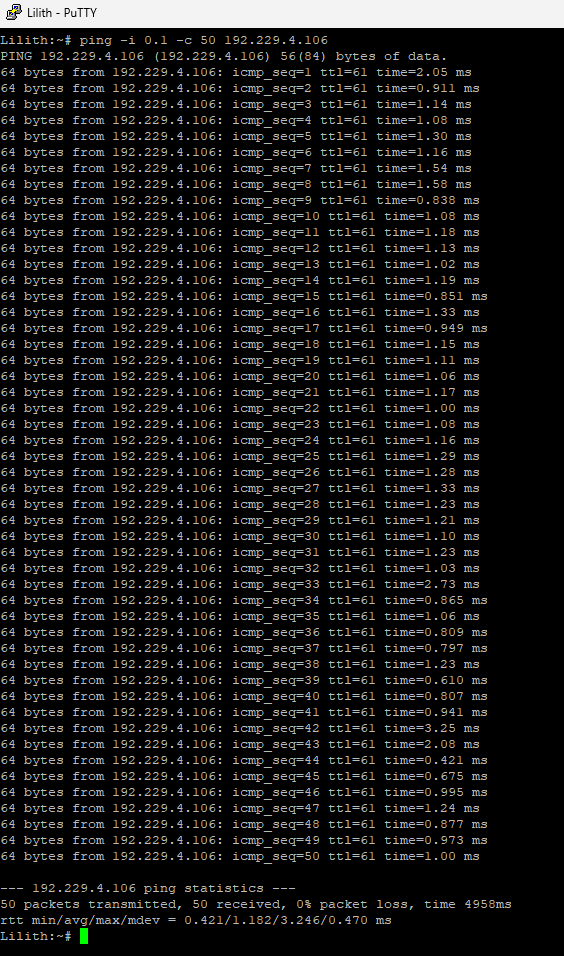 Lilith - PuTTY
Lilith:~# ping -i 0.1 -c 50 192.229.4.106
PING 192.229.4.106 (192.229.4.106) 56(84) bytes of data.
64 bytes from 192.229.4.106: icmp_seq=1 ttl=61 time=2.05 ms
64 bytes from 192.229.4.106: icmp_seq=2 ttl=61 time=0.911 ms
64 bytes from 192.229.4.106: icmp_seq=3 ttl=61 time=1.14 ms
64 bytes from 192.229.4.106: icmp_seq=4 ttl=61 time=1.08 ms
64 bytes from 192.229.4.106: icmp_seq=5 ttl=61 time=1.30 ms
64 bytes from 192.229.4.106: icmp_seq=6 ttl=61 time=1.16 ms
64 bytes from 192.229.4.106: icmp_seq=7 ttl=61 time=1.54 ms
64 bytes from 192.229.4.106: icmp_seq=8 ttl=61 time=1.58 ms
64 bytes from 192.229.4.106: icmp_seq=9 ttl=61 time=0.838 ms
64 bytes from 192.229.4.106: icmp_seq=10 ttl=61 time=1.08 ms
64 bytes from 192.229.4.106: icmp_seq=11 ttl=61 time=1.18 ms
64 bytes from 192.229.4.106: icmp_seq=12 ttl=61 time=1.13 ms
64 bytes from 192.229.4.106: icmp_seq=13 ttl=61 time=1.02 ms
64 bytes from 192.229.4.106: icmp_seq=14 ttl=61 time=1.19 ms
64 bytes from 192.229.4.106: icmp_seq=15 ttl=61 time=0.851 ms
64 bytes from 192.229.4.106: icmp_seq=16 ttl=61 time=1.33 ms
64 bytes from 192.229.4.106: icmp_seq=17 ttl=61 time=0.949 ms
64 bytes from 192.229.4.106: icmp_seq=18 ttl=61 time=1.15 ms
64 bytes from 192.229.4.106: icmp_seq=19 ttl=61 time=1.11 ms
64 bytes from 192.229.4.106: icmp_seq=20 ttl=61 time=1.06 ms
64 bytes from 192.229.4.106: icmp_seq=21 ttl=61 time=1.17 ms
64 bytes from 192.229.4.106: icmp_seq=22 ttl=61 time=1.00 ms
64 bytes from 192.229.4.106: icmp_seq=23 ttl=61 time=1.08 ms
64 bytes from 192.229.4.106: icmp_seq=24 ttl=61 time=1.16 ms
64 bytes from 192.229.4.106: icmp_seq=25 ttl=61 time=1.29 ms
64 bytes from 192.229.4.106: icmp_seq=26 ttl=61 time=1.28 ms
64 bytes from 192.229.4.106: icmp_seq=27 ttl=61 time=1.33 ms
64 bytes from 192.229.4.106: icmp_seq=28 ttl=61 time=1.23 ms
64 bytes from 192.229.4.106: icmp_seq=29 ttl=61 time=1.21 ms
64 bytes from 192.229.4.106: icmp_seq=30 ttl=61 time=1.10 ms
64 bytes from 192.229.4.106: icmp_seq=31 ttl=61 time=1.23 ms
64 bytes from 192.229.4.106: icmp_seq=32 ttl=61 time=1.03 ms
64 bytes from 192.229.4.106: icmp_seq=33 ttl=61 time=2.73 ms
64 bytes from 192.229.4.106: icmp_seq=34 ttl=61 time=0.865 ms
64 bytes from 192.229.4.106: icmp_seq=35 ttl=61 time=1.06 ms
64 bytes from 192.229.4.106: icmp_seq=36 ttl=61 time=0.809 ms
64 bytes from 192.229.4.106: icmp_seq=37 ttl=61 time=0.797 ms
64 bytes from 192.229.4.106: icmp_seq=38 ttl=61 time=1.23 ms
64 bytes from 192.229.4.106: icmp_seq=39 ttl=61 time=0.610 ms
64 bytes from 192.229.4.106: icmp_seq=40 ttl=61 time=0.807 ms
64 bytes from 192.229.4.106: icmp_seq=41 ttl=61 time=0.941 ms
64 bytes from 192.229.4.106: icmp_seq=42 ttl=61 time=3.25 ms
64 bytes from 192.229.4.106: icmp_seq=43 ttl=61 time=2.08 ms
64 bytes from 192.229.4.106: icmp_seq=44 ttl=61 time=0.421 ms
64 bytes from 192.229.4.106: icmp_seq=45 ttl=61 time=0.675 ms
64 bytes from 192.229.4.106: icmp_seq=46 ttl=61 time=0.995 ms
64 bytes from 192.229.4.106: icmp_seq=47 ttl=61 time=1.24 ms
64 bytes from 192.229.4.106: icmp_seq=48 ttl=61 time=0.877 ms
64 bytes from 192.229.4.106: icmp_seq=49 ttl=61 time=0.973 ms
64 bytes from 192.229.4.106: icmp_seq=50 ttl=61 time=1.00 ms
--- 192.229.4.106 ping statistics ---
50 packets transmitted, 50 received, 0% packet loss, time 4958ms
rtt min/avg/max/mdev = 0.421/1.182/3.246/0.470 ms
Lilith:~#